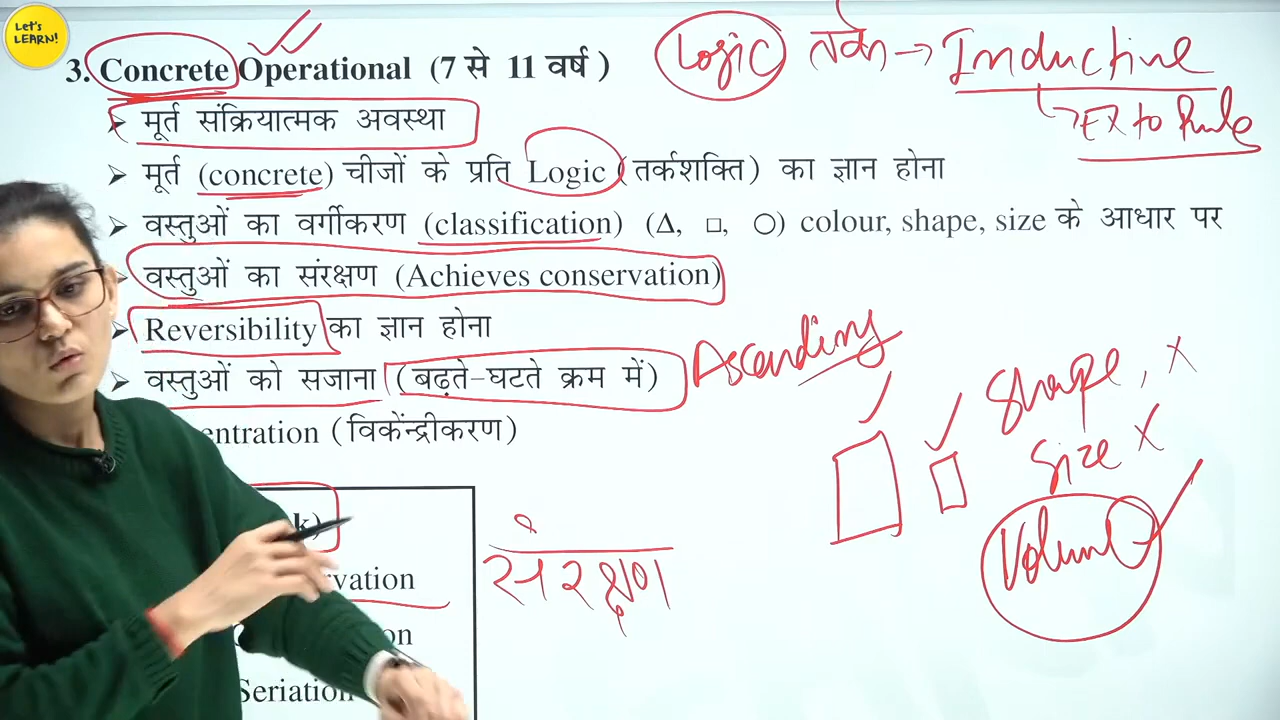 Let's
LEARN!
3. Concrete Operational (7 से 11 वर्ष )
Logic तर्क → Inductive
Ex to Rule
➤ मूर्त संक्रियात्मक अवस्था
➤ मूर्त (concrete) चीजों के प्रति Logic (तर्कशक्ति) का ज्ञान होना
➤ वस्तुओं का वर्गीकरण (classification) (Δ, □, ○) colour, shape, size के आधार पर
➤ वस्तुओं का संरक्षण (Achieves conservation)
➤ Reversibility का ज्ञान होना
➤ वस्तुओं को सजाना (बढ़ते-घटते क्रम में)
Ascending
Shape, X
Size X
Volume
entration (विकेंद्रीकरण)
k)
vation
संरक्षण
on
Seriation